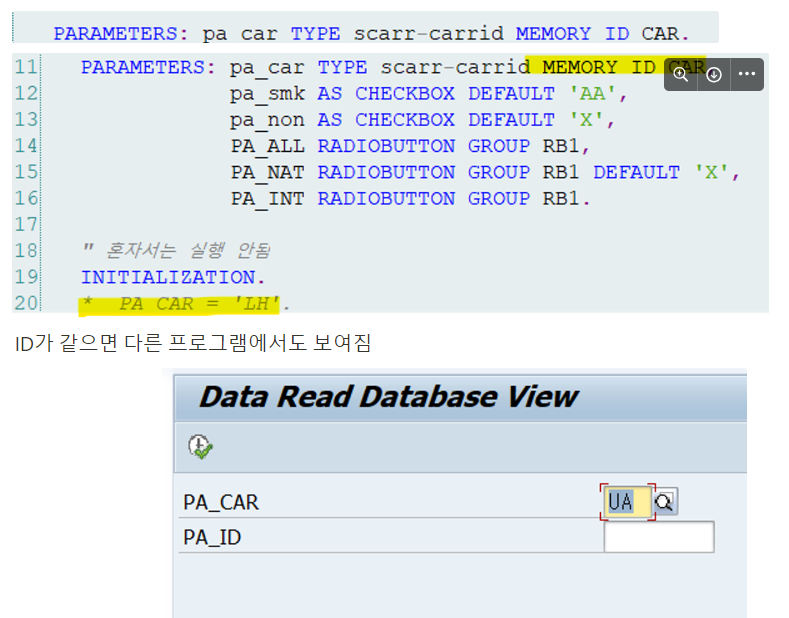 PARAMETERS: pa_car TYPE scarr-carrid MEMORY ID CAR.
11 PARAMETERS: pa_car TYPE scarr-carrid MEMORY ID CAR
12 pa_smk AS CHECKBOX DEFAULT 'AA',
13 pa_non AS CHECKBOX DEFAULT 'X',
14 PA_ALL RADIOBUTTON GROUP RB1,
15 PA_NAT RADIOBUTTON GROUP RB1 DEFAULT 'X',
16 PA_INT RADIOBUTTON GROUP RB1.
17
18 " 혼자서는 실행 안됨
19 INITIALIZATION.
20 * PA_CAR = 'LH'.
ID가 같으면 다른 프로그램에서도 보여짐
Data Read Database View
PA_CAR UA
PA_ID